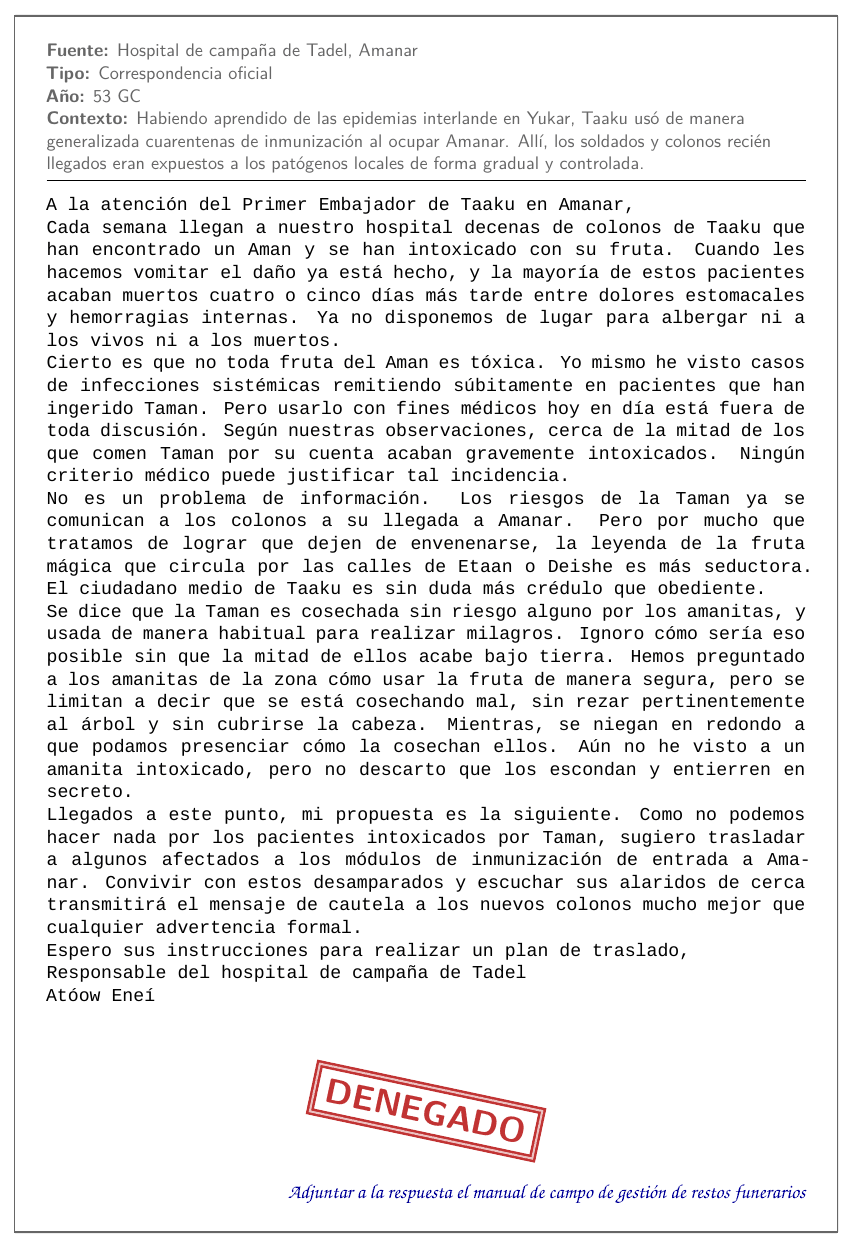 Fuente: Hospital de campaña de Tadel, Amanar
Tipo: Correspondencia oficial
Año: 53 GC
Contexto: Habiendo aprendido de las epidemias interlande en Yukar, Taaku usó de manera
generalizada cuarentenas de inmunización al ocupar Amanar. Allí, los soldados y colonos recién
llegados eran expuestos a los patógenos locales de forma gradual y controlada.
A la atención del Primer Embajador de Taaku en Amanar,
Cada semana llegan a nuestro hospital decenas de colonos de Taaku que
han encontrado un Aman y se han intoxicado con su fruta. Cuando les
hacemos vomitar el daño ya está hecho, y la mayoría de estos pacientes
acaban muertos cuatro o cinco días más tarde entre dolores estomacales
y hemorragias internas. Ya no disponemos de lugar para albergar ni a
los vivos ni a los muertos.
Cierto es que no toda fruta del Aman es tóxica. Yo mismo he visto casos
de infecciones sistémicas remitiendo súbitamente en pacientes que han
ingerido Taman. Pero usarlo con fines médicos hoy en día está fuera de
toda discusión. Según nuestras observaciones, cerca de la mitad de los
que comen Taman por su cuenta acaban gravemente intoxicados. Ningún
criterio médico puede justificar tal incidencia.
No es un problema de información. Los riesgos de la Taman ya se
comunican a los colonos a su llegada a Amanar. Pero por mucho que
tratamos de lograr que dejen de envenenarse, la leyenda de la fruta
mágica que circula por las calles de Etaan o Deishe es más seductora.
El ciudadano medio de Taaku es sin duda más crédulo que obediente.
Se dice que la Taman es cosechada sin riesgo alguno por los amanitas, y
usada de manera habitual para realizar milagros. Ignoro cómo sería eso
posible sin que la mitad de ellos acabe bajo tierra. Hemos preguntado
a los amanitas de la zona cómo usar la fruta de manera segura, pero se
limitan a decir que se está cosechando mal, sin rezar pertinentemente
al árbol y sin cubrirse la cabeza. Mientras, se niegan en redondo a
que podamos presenciar cómo la cosechan ellos. Aún no he visto a un
amanita intoxicado, pero no descarto que los escondan y entierren en
secreto.
Llegados a este punto, mi propuesta es la siguiente. Como no podemos
hacer nada por los pacientes intoxicados por Taman, sugiero trasladar
a algunos afectados a los módulos de inmunización de entrada a Ama-
nar. Convivir con estos desamparados y escuchar sus alaridos de cerca
transmitirá el mensaje de cautela a los nuevos colonos mucho mejor que
cualquier advertencia formal.
Espero sus instrucciones para realizar un plan de traslado,
Responsable del hospital de campaña de Tadel
Atóow Eneí
DENEGADO
Adjuntar a la respuesta el manual de campo de gestión de restos funerarios